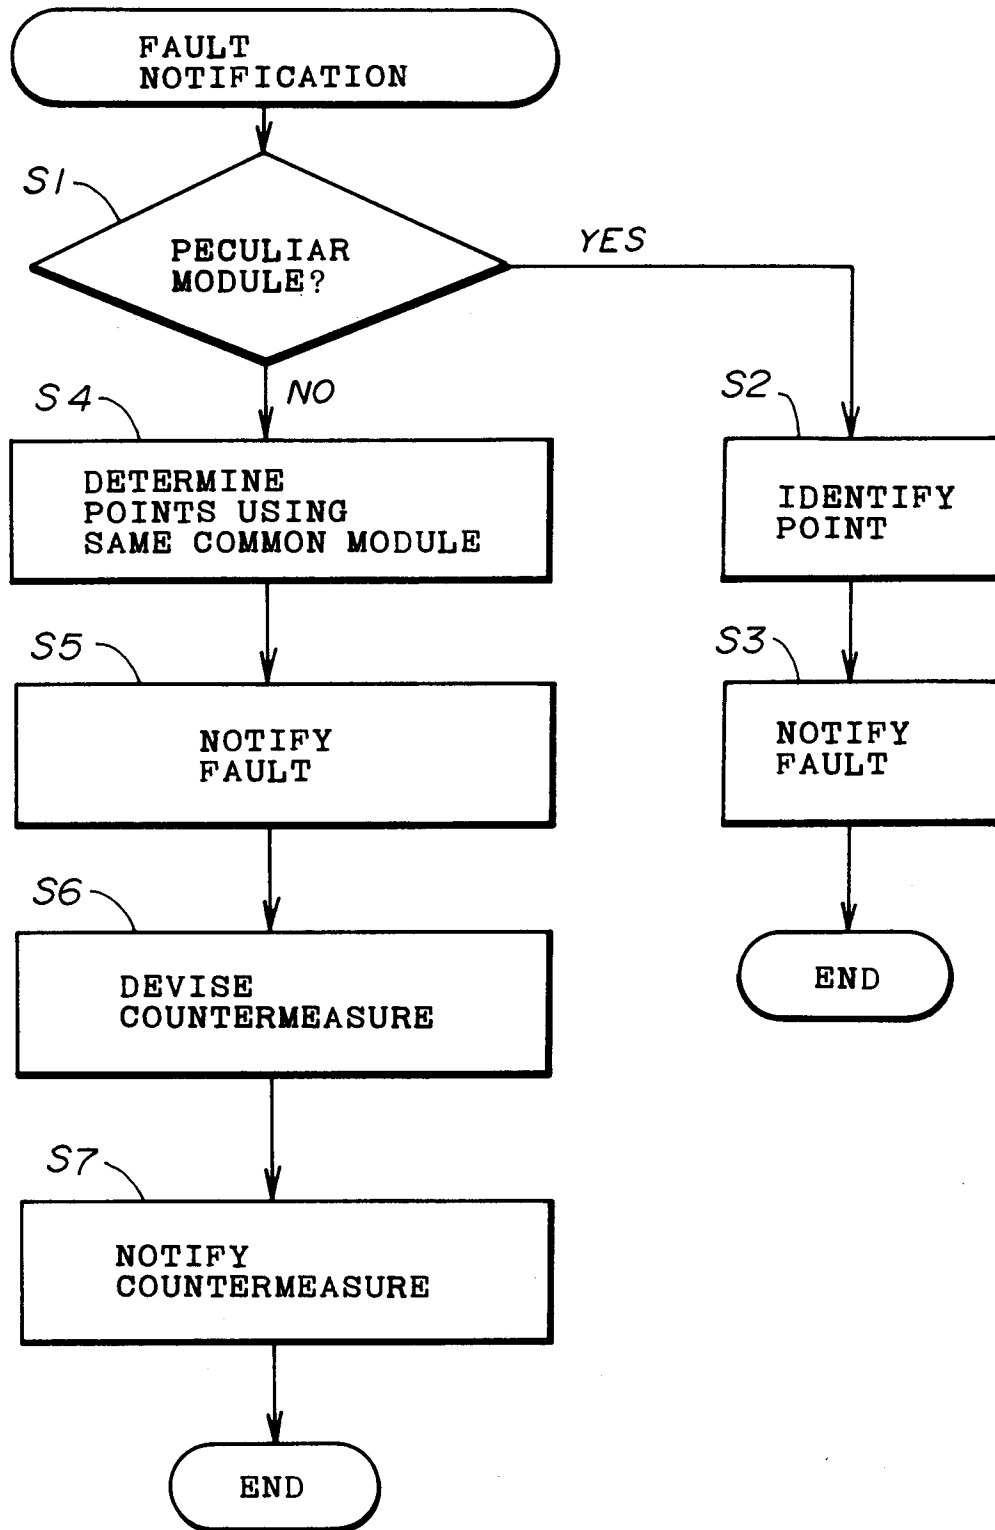 FAULT
NOTIFICATION
S1
PECULIAR
MODULE?
YES
NO
S4
DETERMINE
POINTS USING
SAME COMMON MODULE
S2
IDENTIFY
POINT
S5
NOTIFY
FAULT
S3
NOTIFY
FAULT
S6
DEVISE
COUNTERMEASURE
END
S7
NOTIFY
COUNTERMEASURE
END